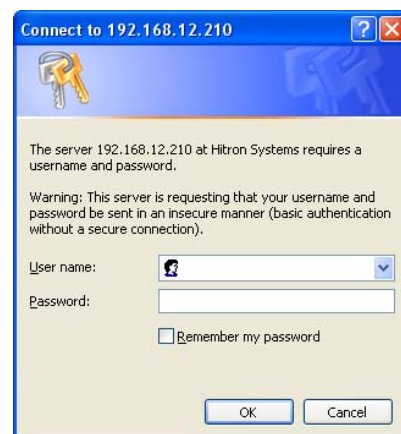 Connect to 192.168.12.210
The server 192.168.12.210 at Hitron Systems requires a
username and password.
Warning: This server is requesting that your username and
password be sent in an insecure manner (basic authentication
without a secure connection).
User name:
Password:
Remember my password
OK
Cancel